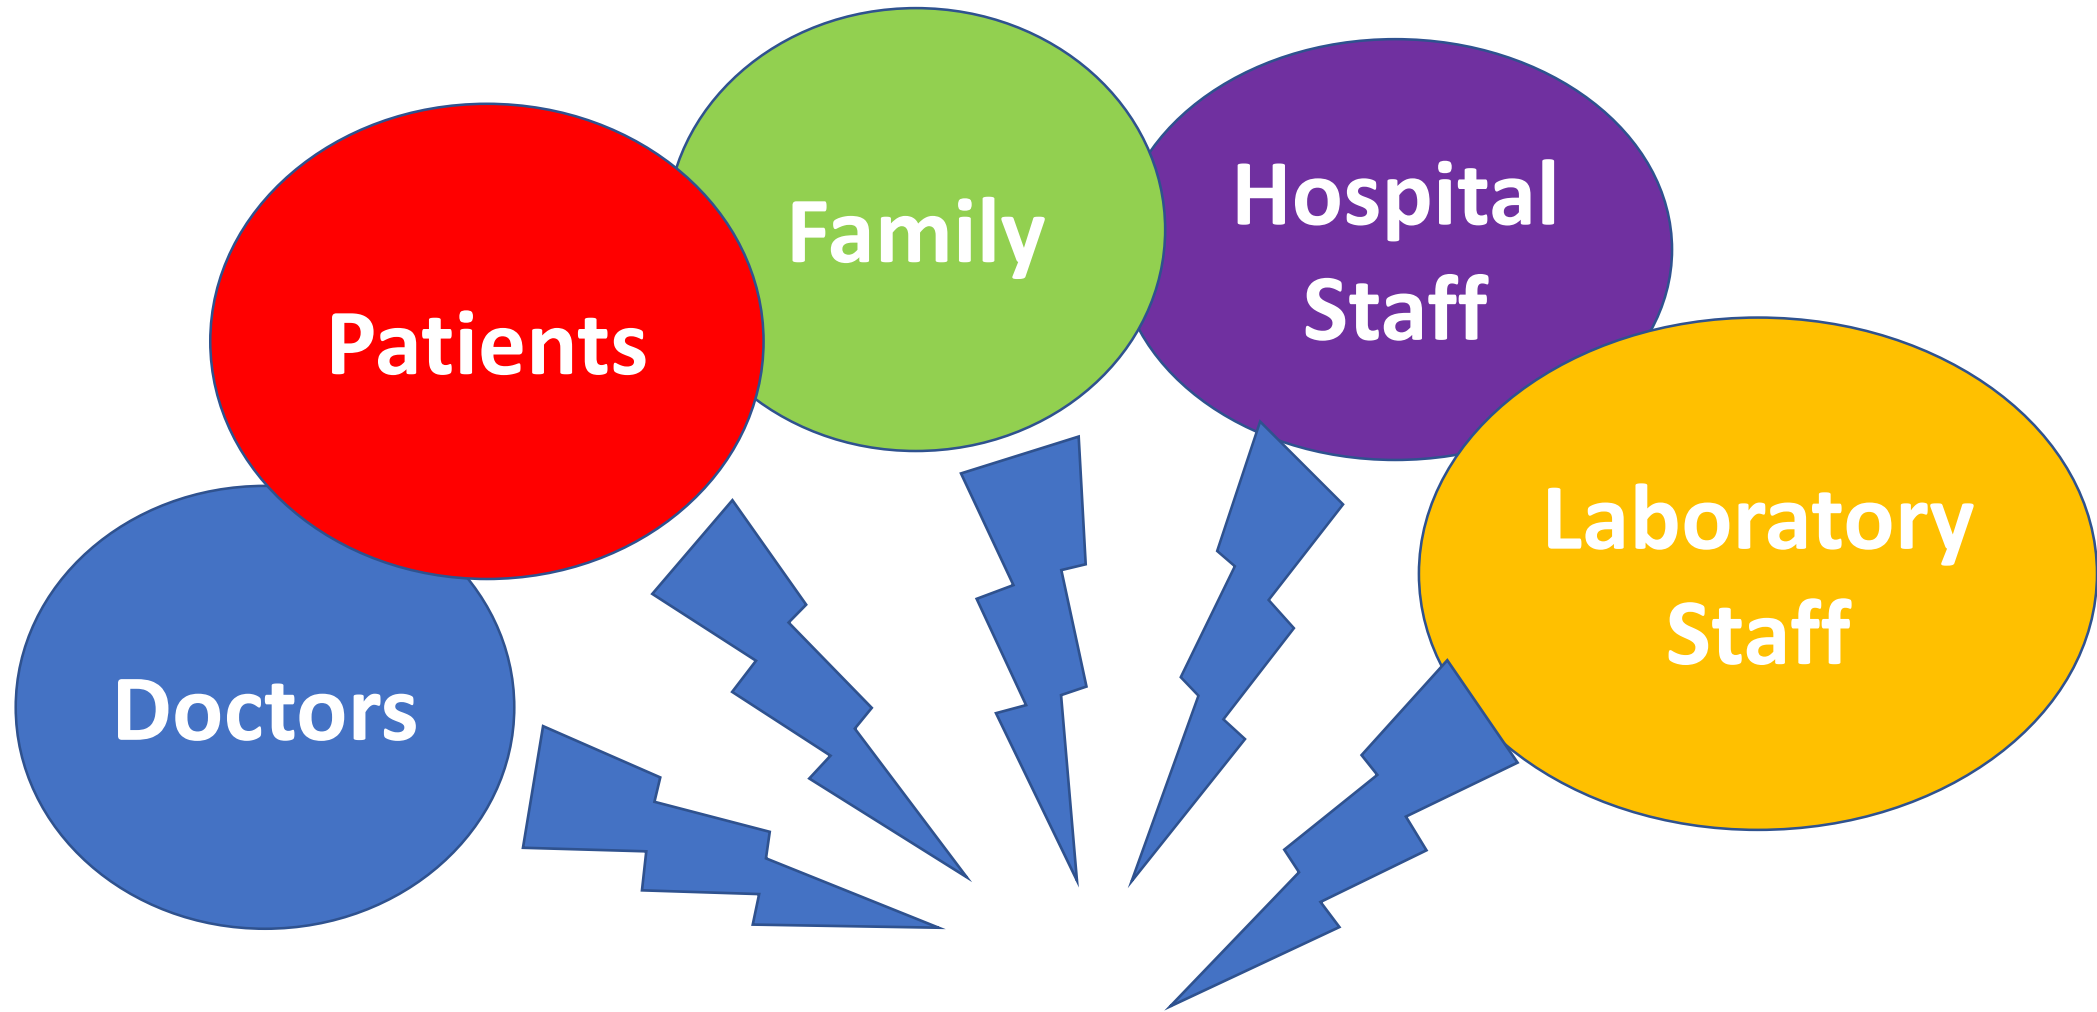 Doctors
Patients
Family
Hospital
Staff
Laboratory
Staff